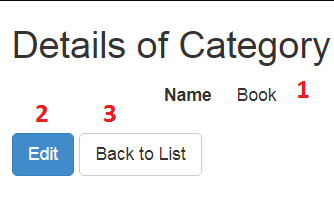 Details of Category
Name Book 1
2 3
Edit Back to List